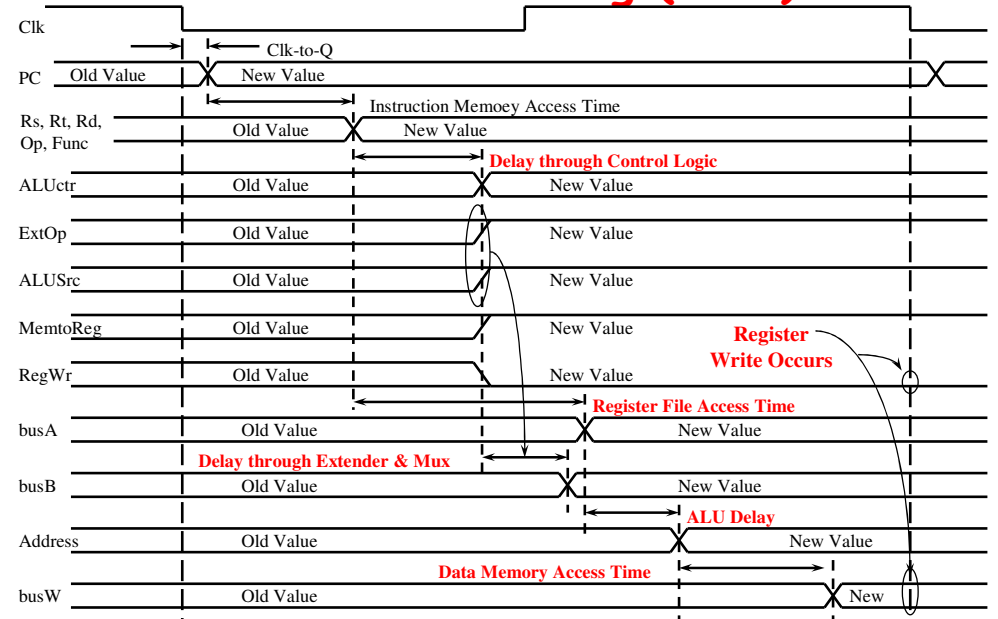 Clk
Clk-to-Q
PC Old Value New Value
Instruction Memoey Access Time
Rs, Rt, Rd,
Op, Func
Old Value New Value
Delay through Control Logic
ALUctr Old Value New Value
ExtOp Old Value New Value
ALUSrc Old Value New Value
MemtoReg Old Value New Value
Register
Write Occurs
RegWr Old Value New Value
Register File Access Time
busA Old Value New Value
Delay through Extender & Mux
busB Old Value New Value
ALU Delay
Address Old Value New Value
Data Memory Access Time
busW Old Value New